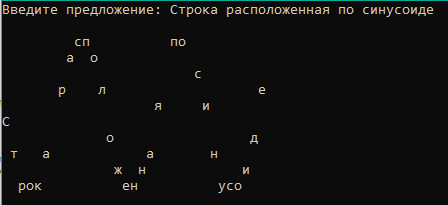 Введите предложение: Строка расположенная по синусоиде
сп по
а о
с
р л е
я и
С
о д
т а а н
ж н и
рок ен усо